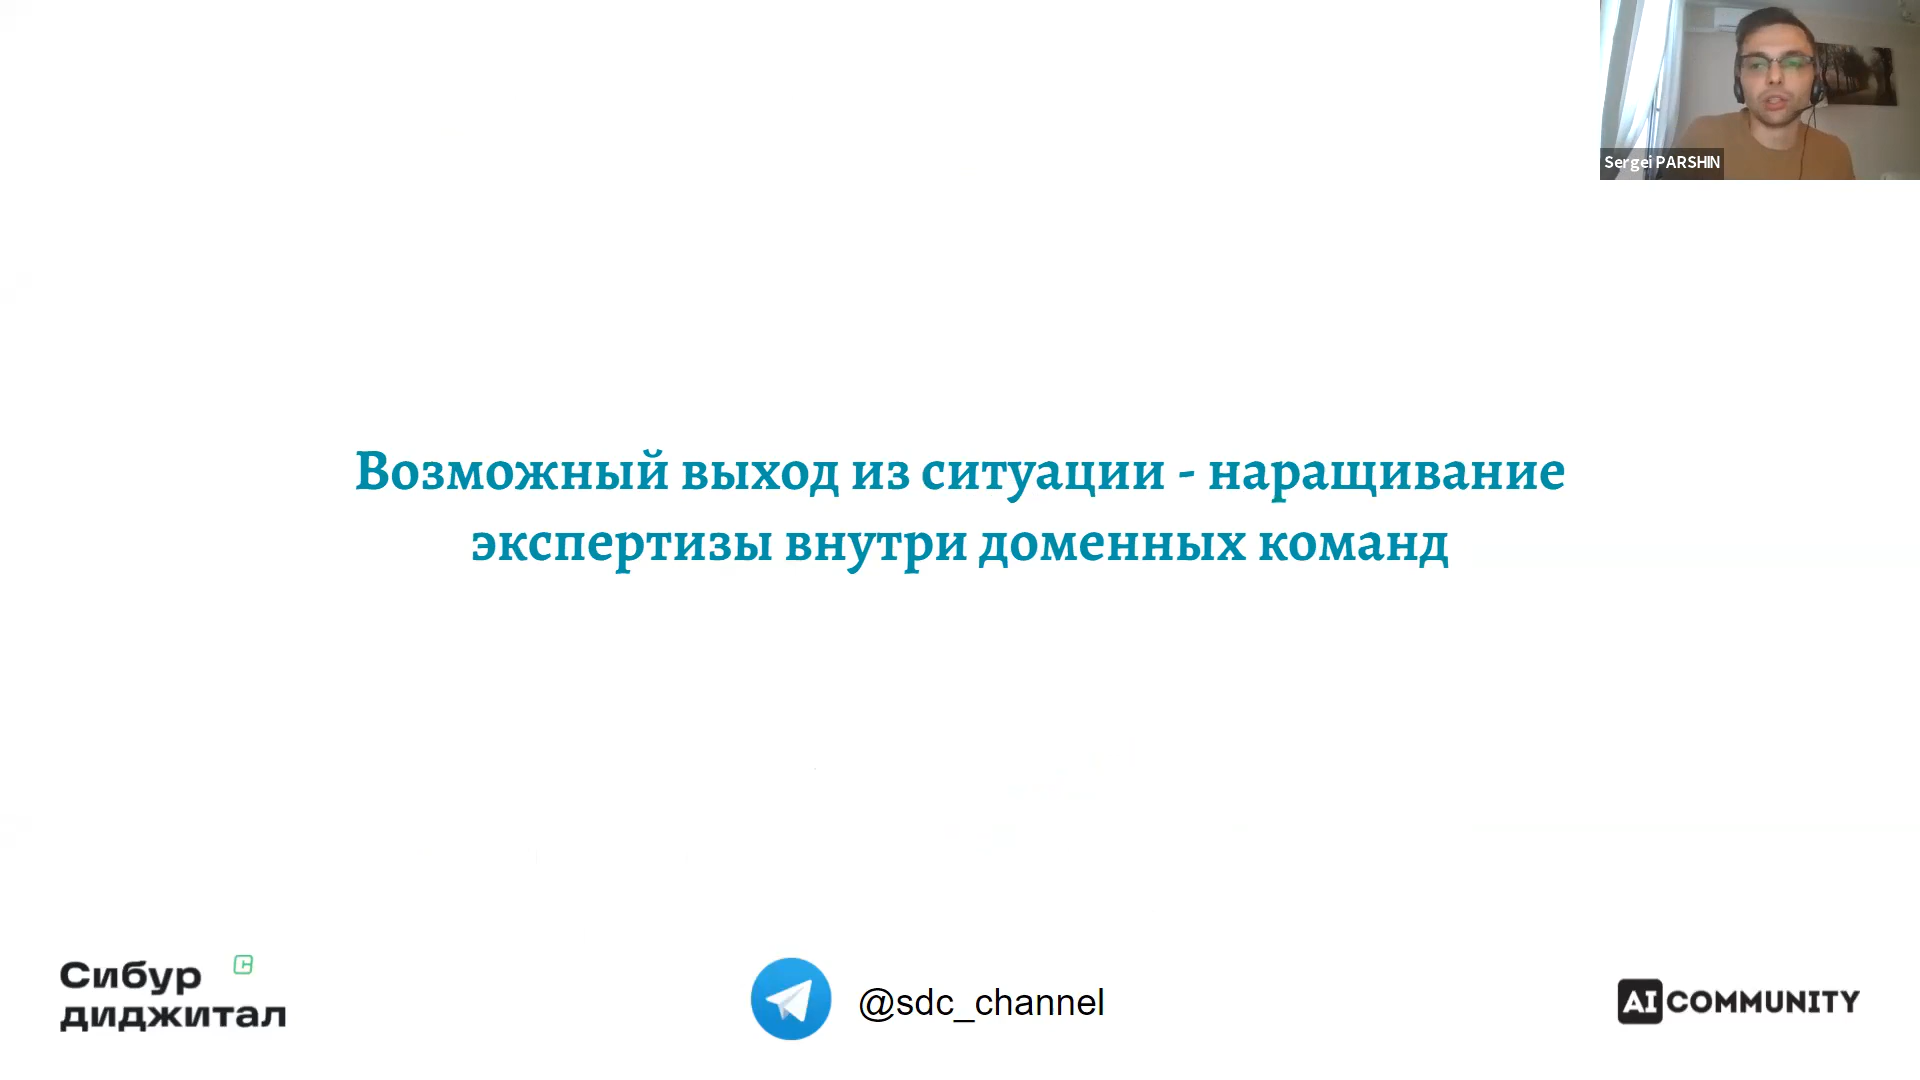 Sergei PARSHIN
Возможный выход из ситуации - наращивание
экспертизы внутри доменных команд
Сибур
диджитал
@sdc_channel
AI COMMUNITY